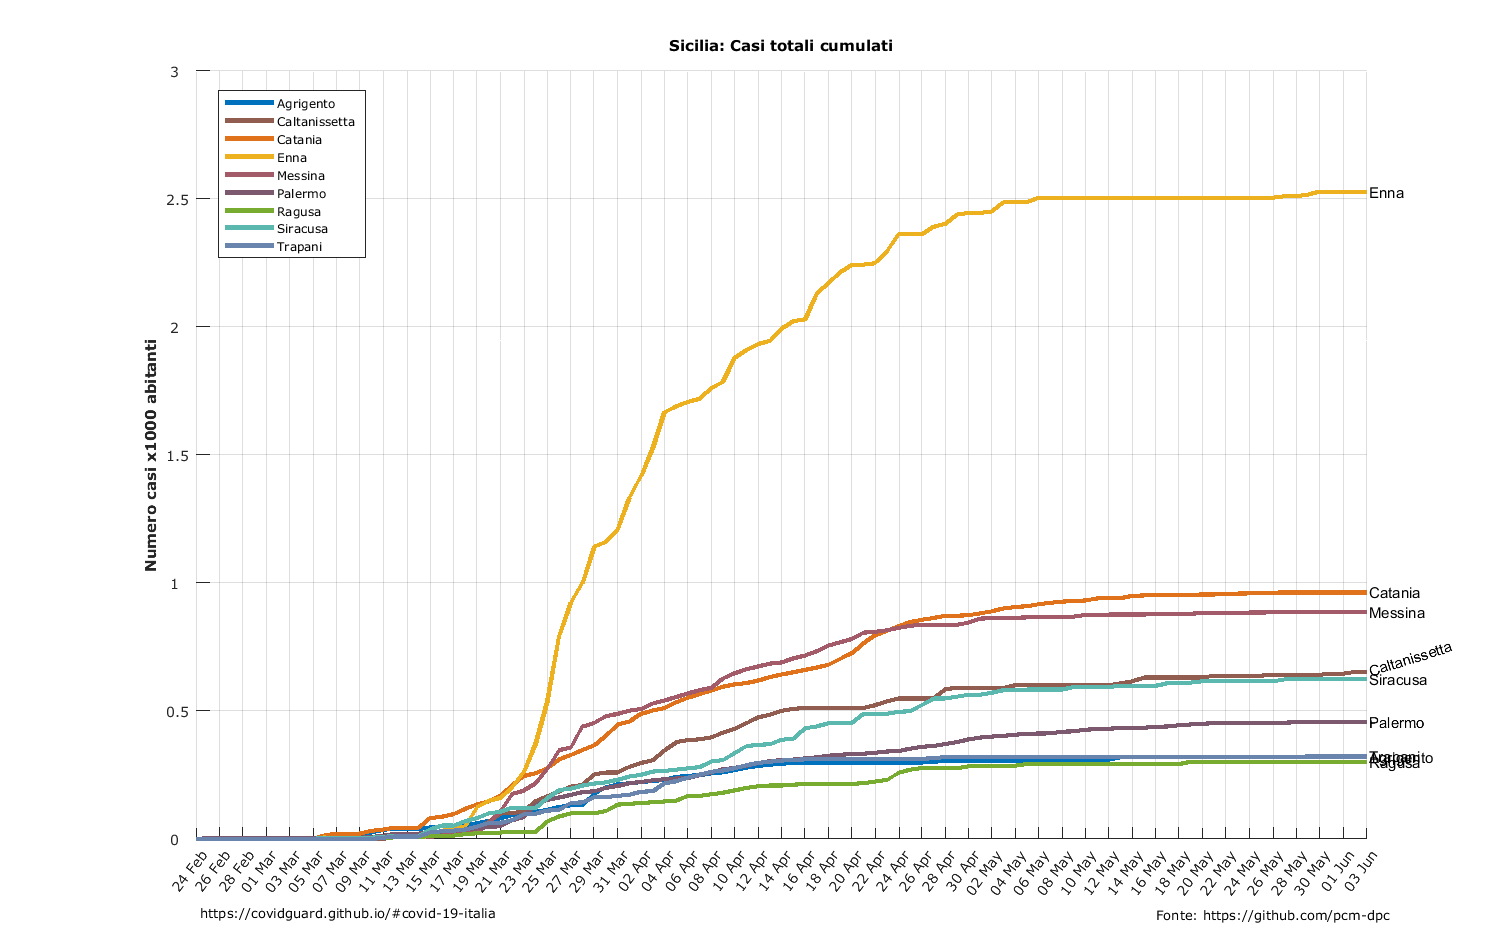 Sicilia: Casi totali cumulati
Numero casi x1000 abitanti
3
2.5
2
1.5
1
0.5
0
Agrigento
Caltanissetta
Catania
Enna
Messina
Palermo
Ragusa
Siracusa
Trapani
Enna
Catania
Messina
Caltanissetta
Siracusa
Palermo
Trapani
Agrigento
Ragusa
24 Feb
26 Feb
28 Feb
01 Mar
03 Mar
05 Mar
07 Mar
09 Mar
11 Mar
13 Mar
15 Mar
17 Mar
19 Mar
21 Mar
23 Mar
25 Mar
27 Mar
29 Mar
31 Mar
02 Apr
04 Apr
06 Apr
08 Apr
10 Apr
12 Apr
14 Apr
16 Apr
18 Apr
20 Apr
22 Apr
24 Apr
26 Apr
28 Apr
30 Apr
02 May
04 May
06 May
08 May
10 May
12 May
14 May
16 May
18 May
20 May
22 May
24 May
26 May
28 May
30 May
01 Jun
03 Jun
https://covidguard.github.io/#covid-19-italia
Fonte: https://github.com/pcm-dpc